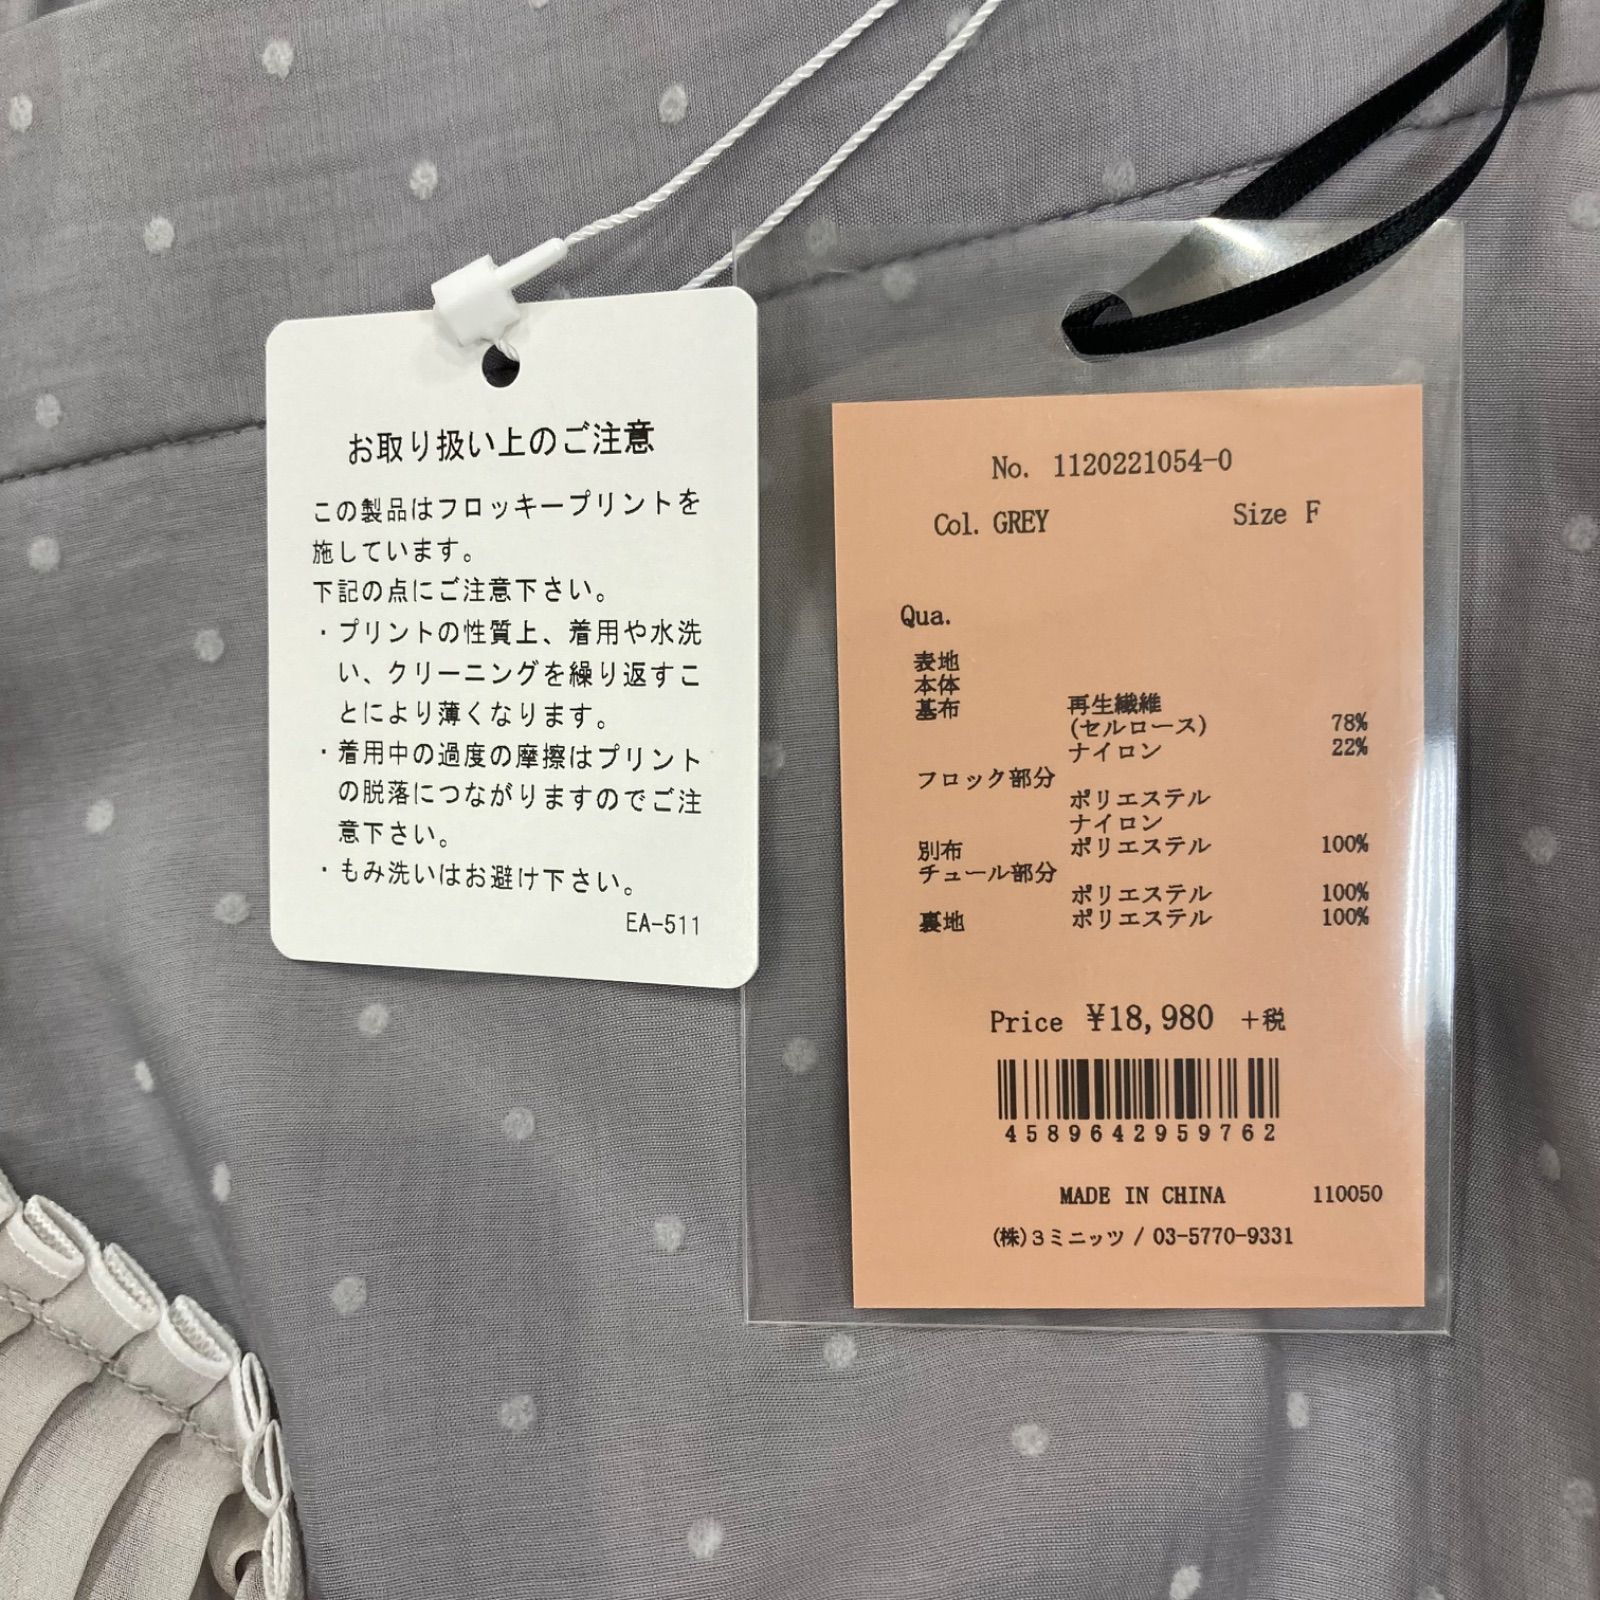 お取り扱い上のご注意
この製品はフロッキープリントを
施しています。
下記の点にご注意下さい。
・プリントの性質上、着用や水洗
い、クリーニングを繰り返すこ
とにより薄くなります。
・着用中の過度の摩擦はプリント
の脱落につながりますのでご注
意下さい。
・もみ洗いはお避け下さい。
EA-511
No. 1120221054-0
Col. GREY Size F
Qua.
表地
本体
基布 再生繊維
(セルロース) 78%
ナイロン 22%
フロック部分
ポリエステル
ナイロン
別布 ポリエステル 100%
チュール部分
ポリエステル 100%
裏地 ポリエステル 100%
Price ¥18,980 +税
4589642959762
MADE IN CHINA 110050
(株)3ミニッツ / 03-5770-9331